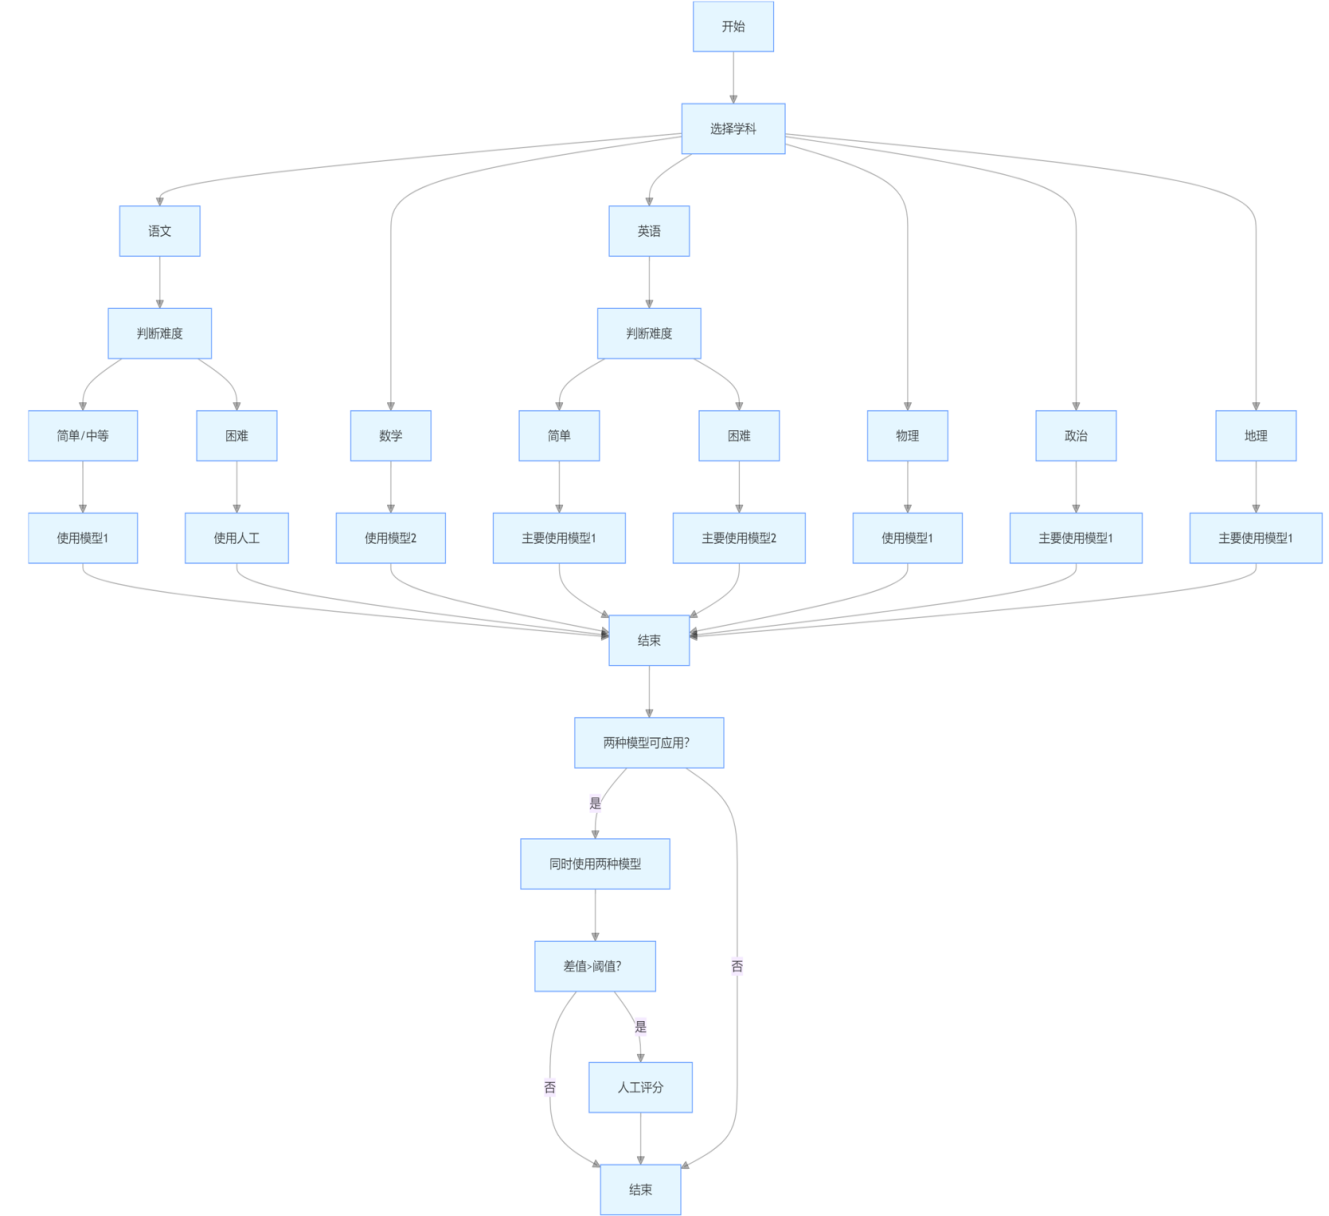 开始
选择学科
语文
英语
判断难度
判断难度
简单/中等
困难
数学
简单
困难
物理
政治
地理
使用模型1
使用人工
使用模型2
主要使用模型1
主要使用模型2
使用模型1
主要使用模型1
主要使用模型1
结束
两种模型可应用?
是
同时使用两种模型
差值>阈值?
否
是
否
人工评分
结束